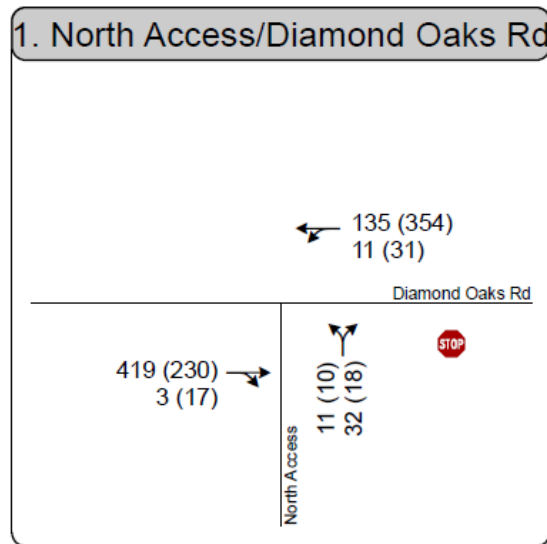 1. North Access/Diamond Oaks Rd
135 (354)
11 (31)
Diamond Oaks Rd
STOP
419 (230)
3 (17)
11 (10)
32 (18)
North Access